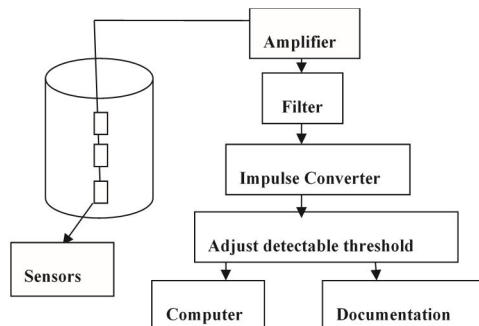 Amplifier
Filter
Impulse Converter
Adjust detectable threshold
Sensors
Computer
Documentation